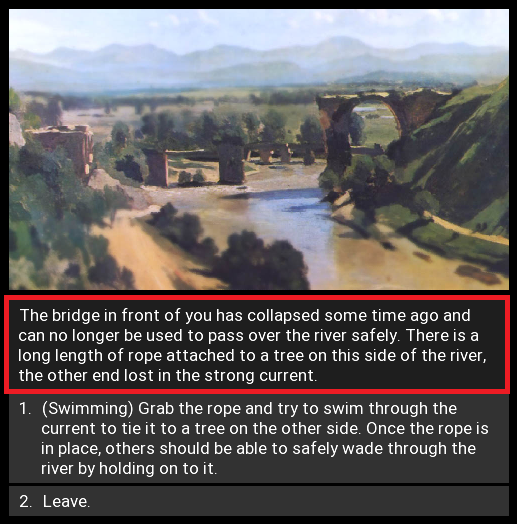 The bridge in front of you has collapsed some time ago and
can no longer be used to pass over the river safely. There is a
long length of rope attached to a tree on this side of the river,
the other end lost in the strong current.
1. (Swimming) Grab the rope and try to swim through the
current to tie it to a tree on the other side. Once the rope is
in place, others should be able to safely wade through the
river by holding on to it.
2. Leave.